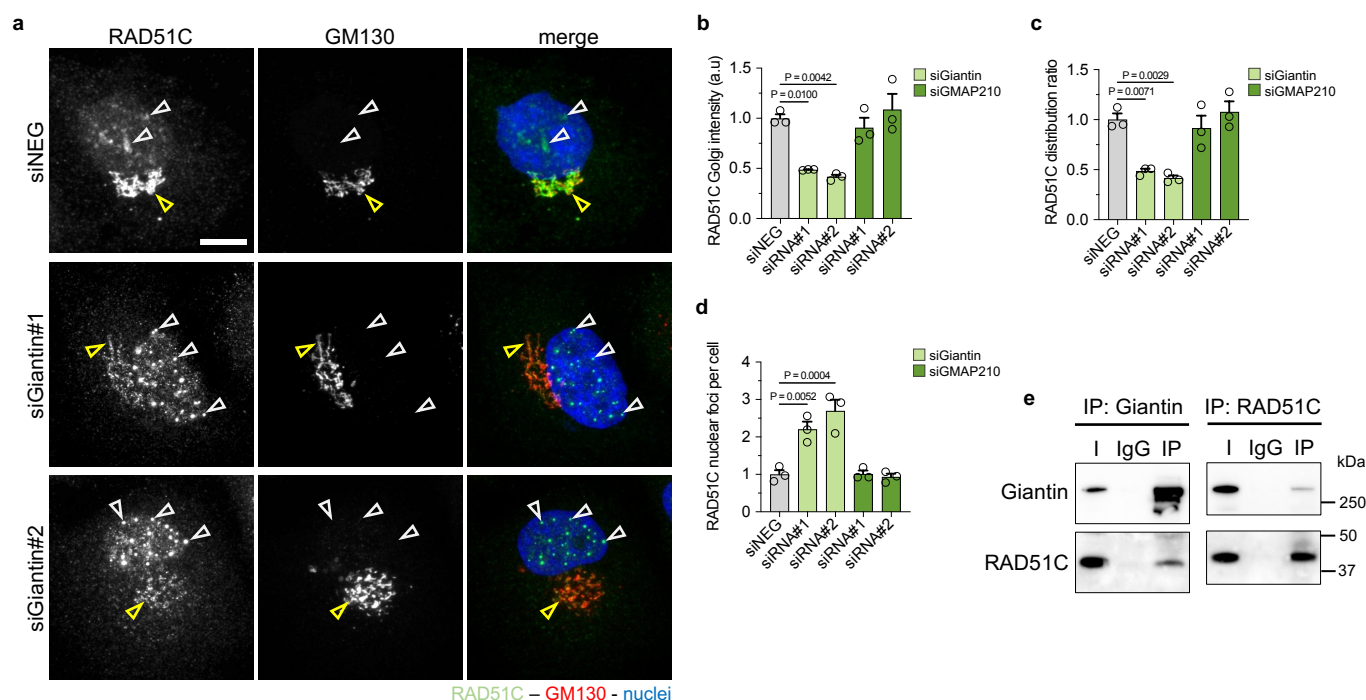 a
RAD51C GM130 merge
siNEG
siGiantin#1
siGiantin#2
RAD51C – GM130 - nuclei
b
RAD51C Golgi intensity (a.u)
1.5
1.0
0.5
0.0
P = 0.0042
P = 0.0100
siNEG siRNA#1 siRNA#2 siRNA#1 siRNA#2
siGiantin
siGMAP210
c
RAD51C distribution ratio
1.5
1.0
0.5
0.0
P = 0.0029
P = 0.0071
siNEG siRNA#1 siRNA#2 siRNA#1 siRNA#2
siGiantin
siGMAP210
d
RAD51C nuclear foci per cell
4
3
2
1
0
P = 0.0004
P = 0.0052
siNEG siRNA#1 siRNA#2 siRNA#1 siRNA#2
siGiantin
siGMAP210
e
IP: Giantin IP: RAD51C
I IgG IP I IgG IP
kDa
Giantin
250
50
RAD51C
37